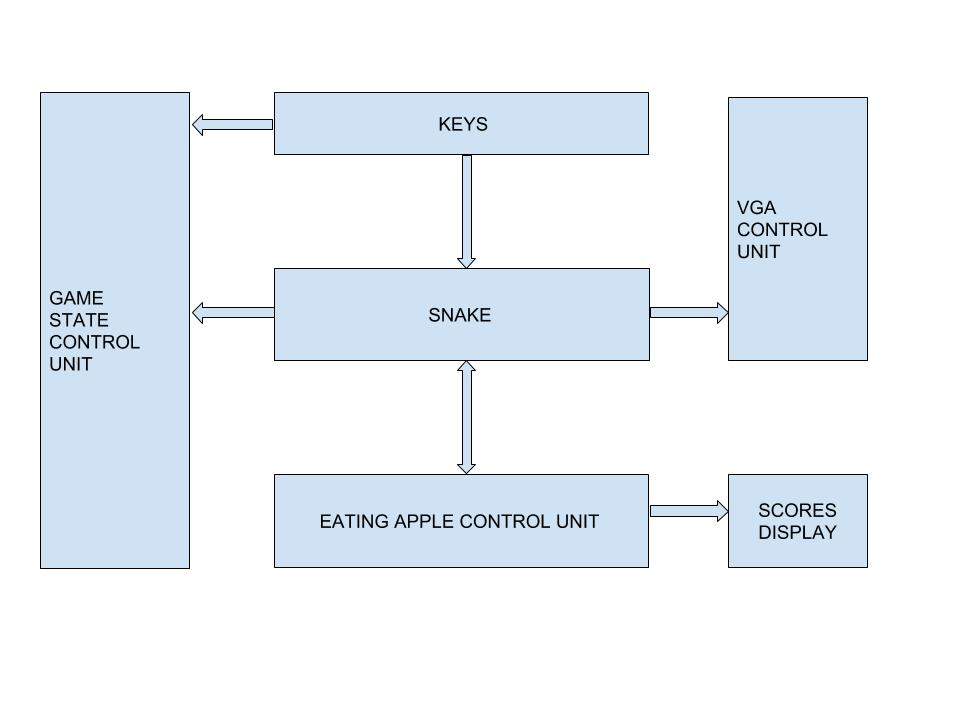 KEYS
VGA
CONTROL
UNIT
GAME
STATE
CONTROL
UNIT
SNAKE
EATING APPLE CONTROL UNIT
SCORES
DISPLAY